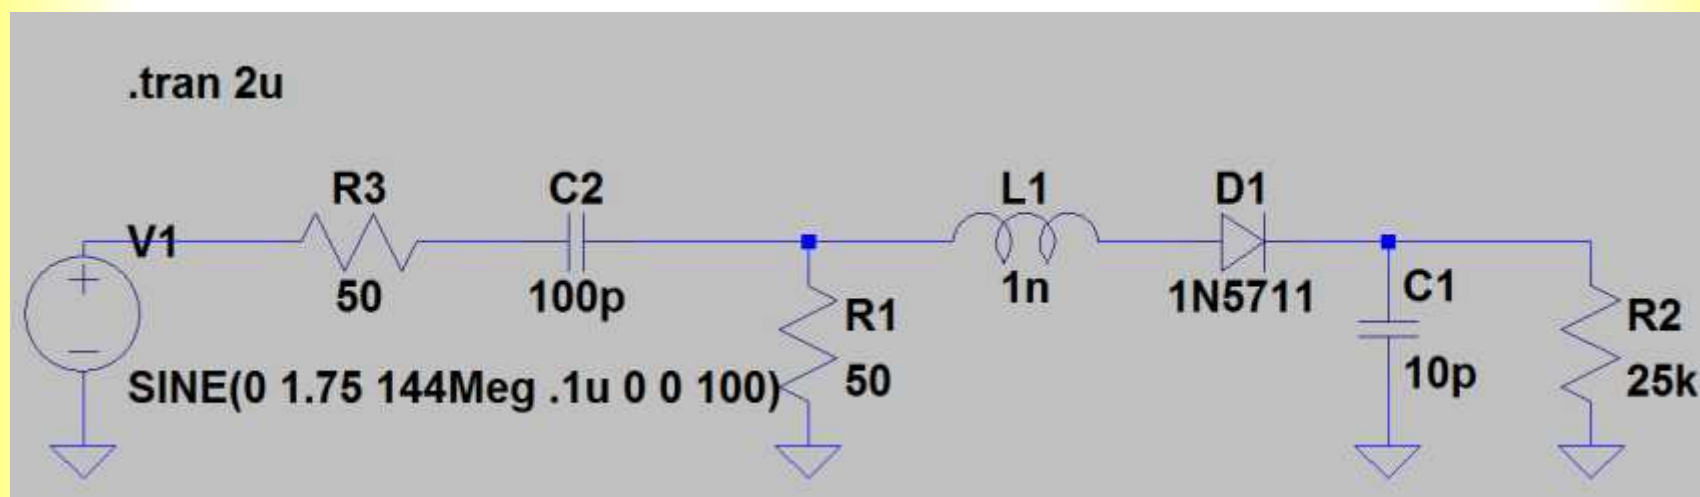 .tran 2u
R3
C2
L1
D1
V1
50
100p
1n
1N5711
C1
R1
R2
SINE(0 1.75 144Meg .1u 0 0 100)
50
10p
25k